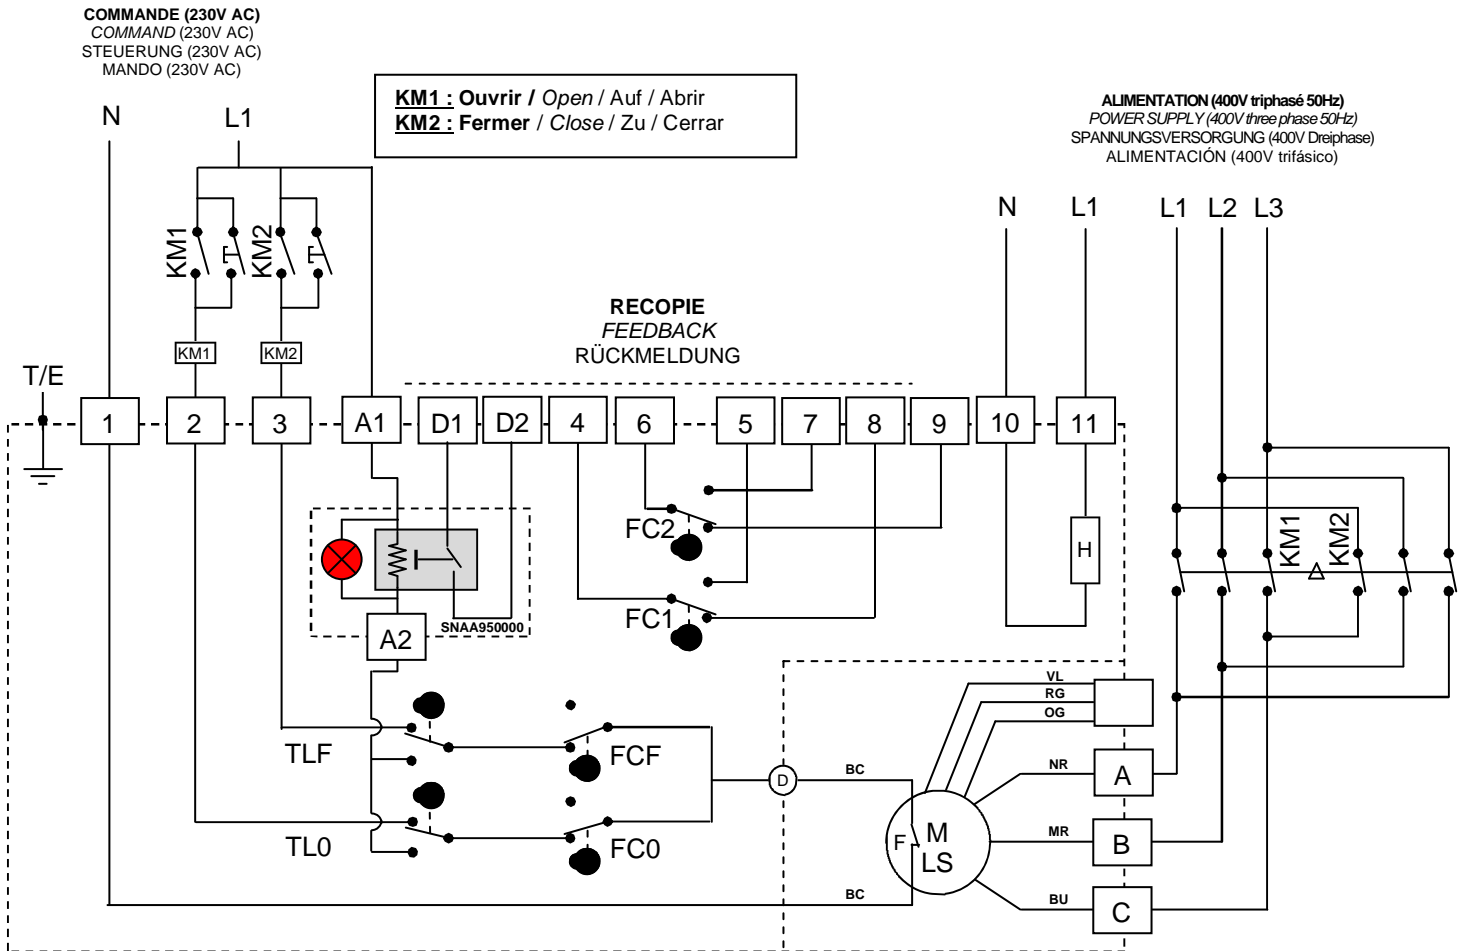 COMMANDE (230V AC)
COMMAND (230V AC)
STEUERUNG (230V AC)
MANDO (230V AC)
KM1 : Ouvrir / Open / Auf / Abrir
KM2 : Fermer / Close / Zu / Cerrar
ALIMENTATION (400V triphasé 50Hz)
POWER SUPPLY (400V three phase 50Hz)
SPANNUNGSVERSORGUNG (400V Dreiphase)
ALIMENTACIÓN (400V trifásico)
N L1
N L1 L1 L2 L3
KM1 KM2
RECOPIE
FEEDBACK
RÜCKMELDUNG
KM1 KM2
T/E
1 2 3 A1 D1 D2 4 6 5 7 8 9 10 11
FC2
H
KM1 KM2
FC1
SNAA950000
A2
VL
RG
OG
TLF FCF
D BC NR A
TL0 FC0
F M LS MR B
BC BU C